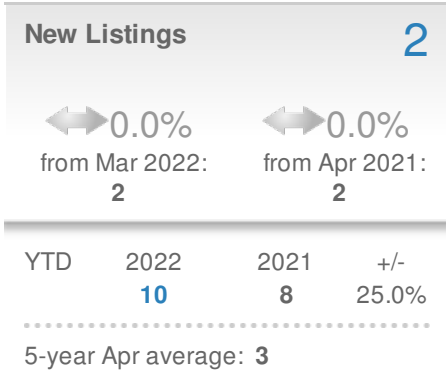 New Listings 2
0.0% 0.0%
from Mar 2022: from Apr 2021:
2 2
YTD 2022 2021 +/-
10 8 25.0%
5-year Apr average: 3